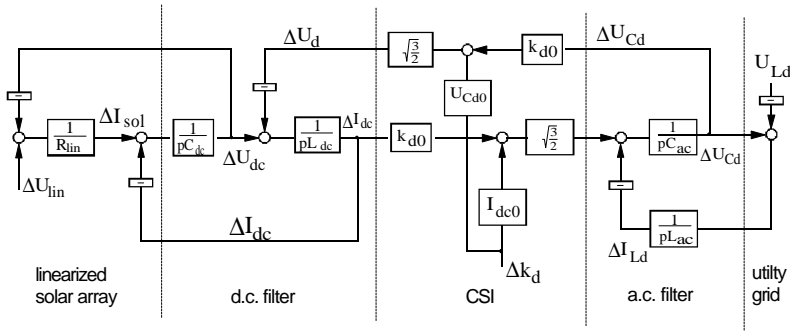 ΔU_d
√3/2
k_d0
ΔU_Cd
U_Ld
−
−
U_Cd0
−
ΔI_sol
ΔI_dc
1/R_lin
1/pC_dc
1/pL_dc
k_d0
√3/2
1/pC_ac
ΔU_dc
ΔU_Cd
ΔU_lin
−
−
I_dc0
1/pL_ac
ΔI_dc
ΔI_Ld
Δk_d
linearized
solar array
d.c. filter
CSI
a.c. filter
utilty
grid